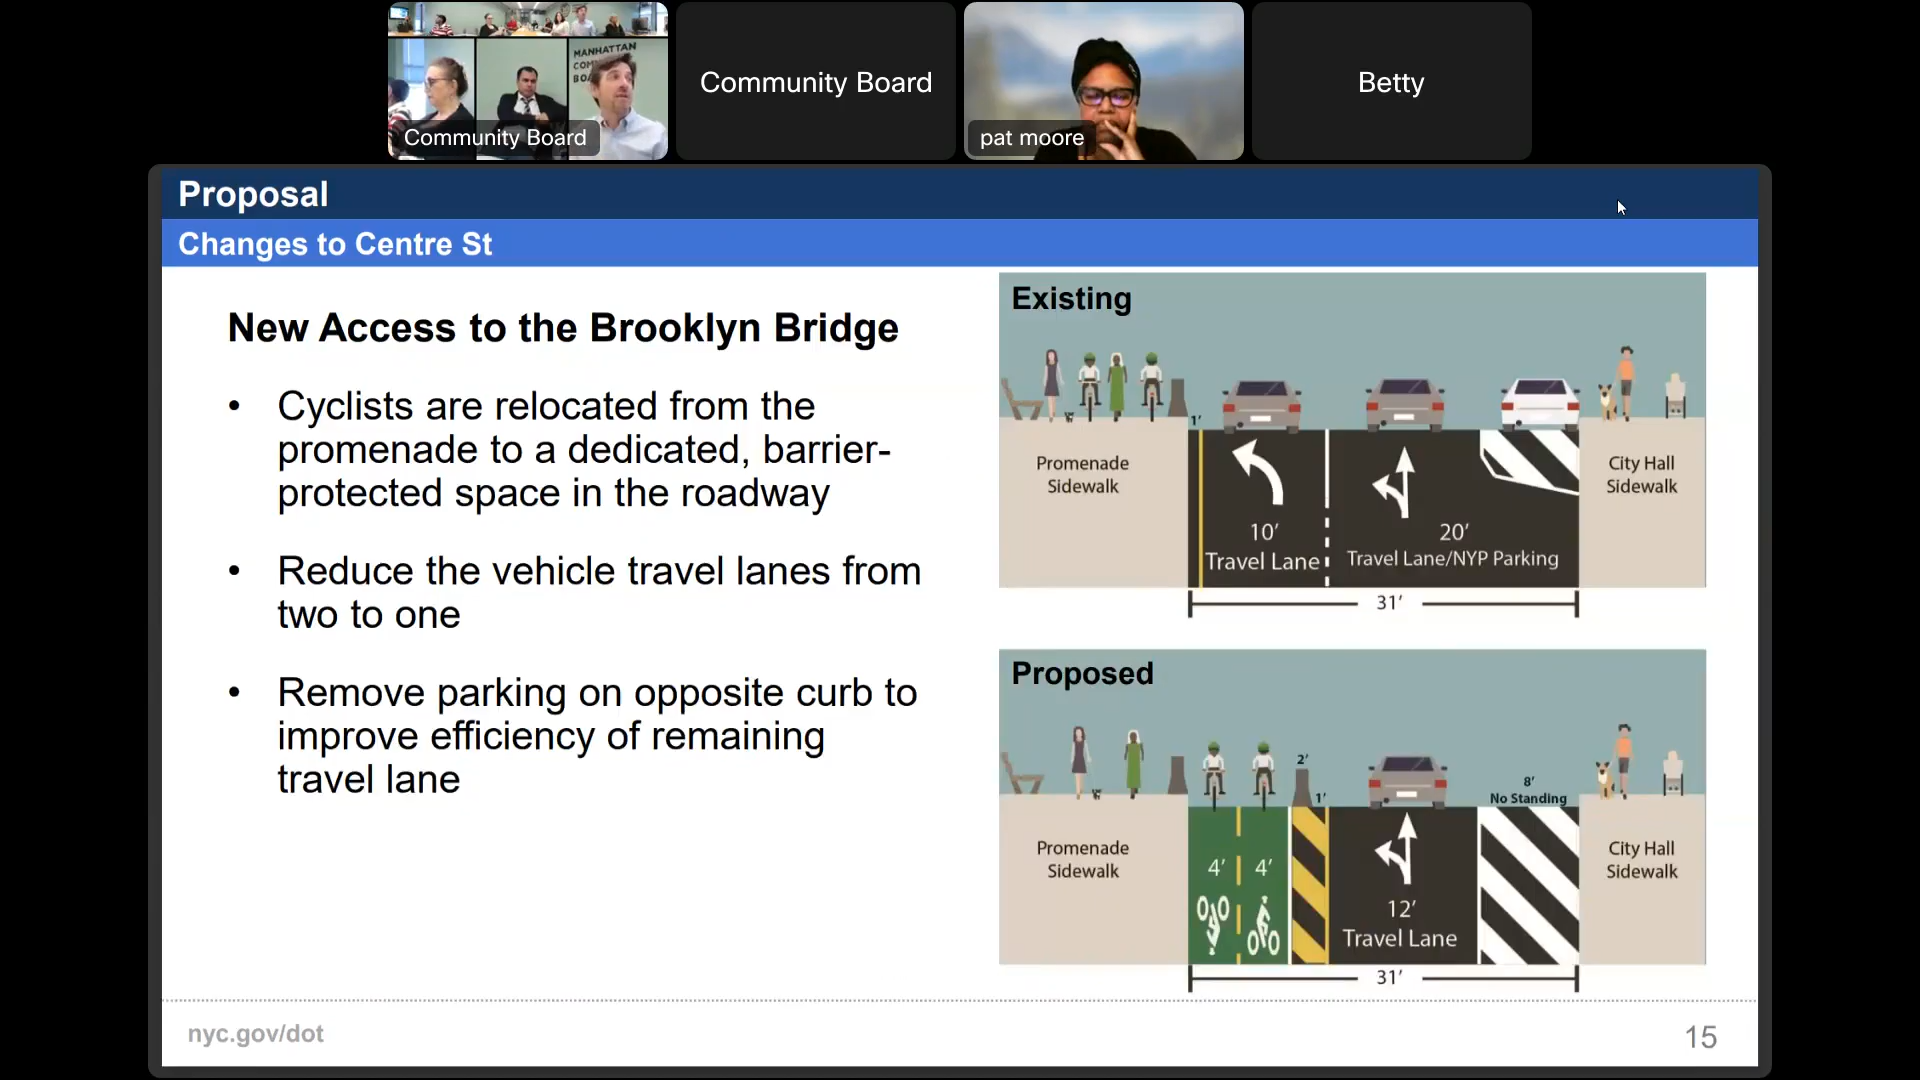 MANHATTAN
Community Board
Community Board
pat moore
Betty
Proposal
Changes to Centre St
New Access to the Brooklyn Bridge
• Cyclists are relocated from the
promenade to a dedicated, barrier-
protected space in the roadway
• Reduce the vehicle travel lanes from
two to one
• Remove parking on opposite curb to
improve efficiency of remaining
travel lane
Existing
1’
Promenade
Sidewalk
10’
Travel Lane
20’
Travel Lane/NYP Parking
City Hall
Sidewalk
31’
Proposed
2’
1’
8’
No Standing
Promenade
Sidewalk
4’
4’
12’
Travel Lane
City Hall
Sidewalk
31’
nyc.gov/dot
15